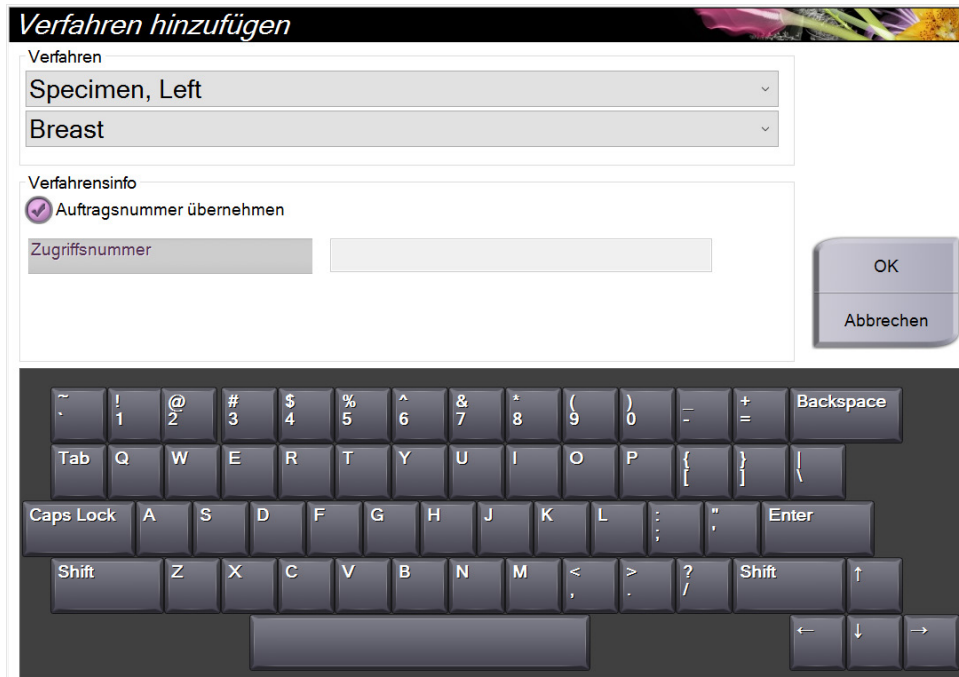 Verfahren hinzufügen
Verfahren
Specimen, Left
Breast
Verfahrensinfo
Auftragsnummer übernehmen
Zugriffsnummer
OK
Abbrechen
~ ! @ # $ % ^ & * ( ) _ + Backspace
` 1 2 3 4 5 6 7 8 9 0 - =
Tab Q W E R T Y U I O P { } |
[ ] \
Caps Lock A S D F G H J K L : " Enter
; '
Shift Z X C V B N M < > ? Shift ↑
, . /
← ↓ →